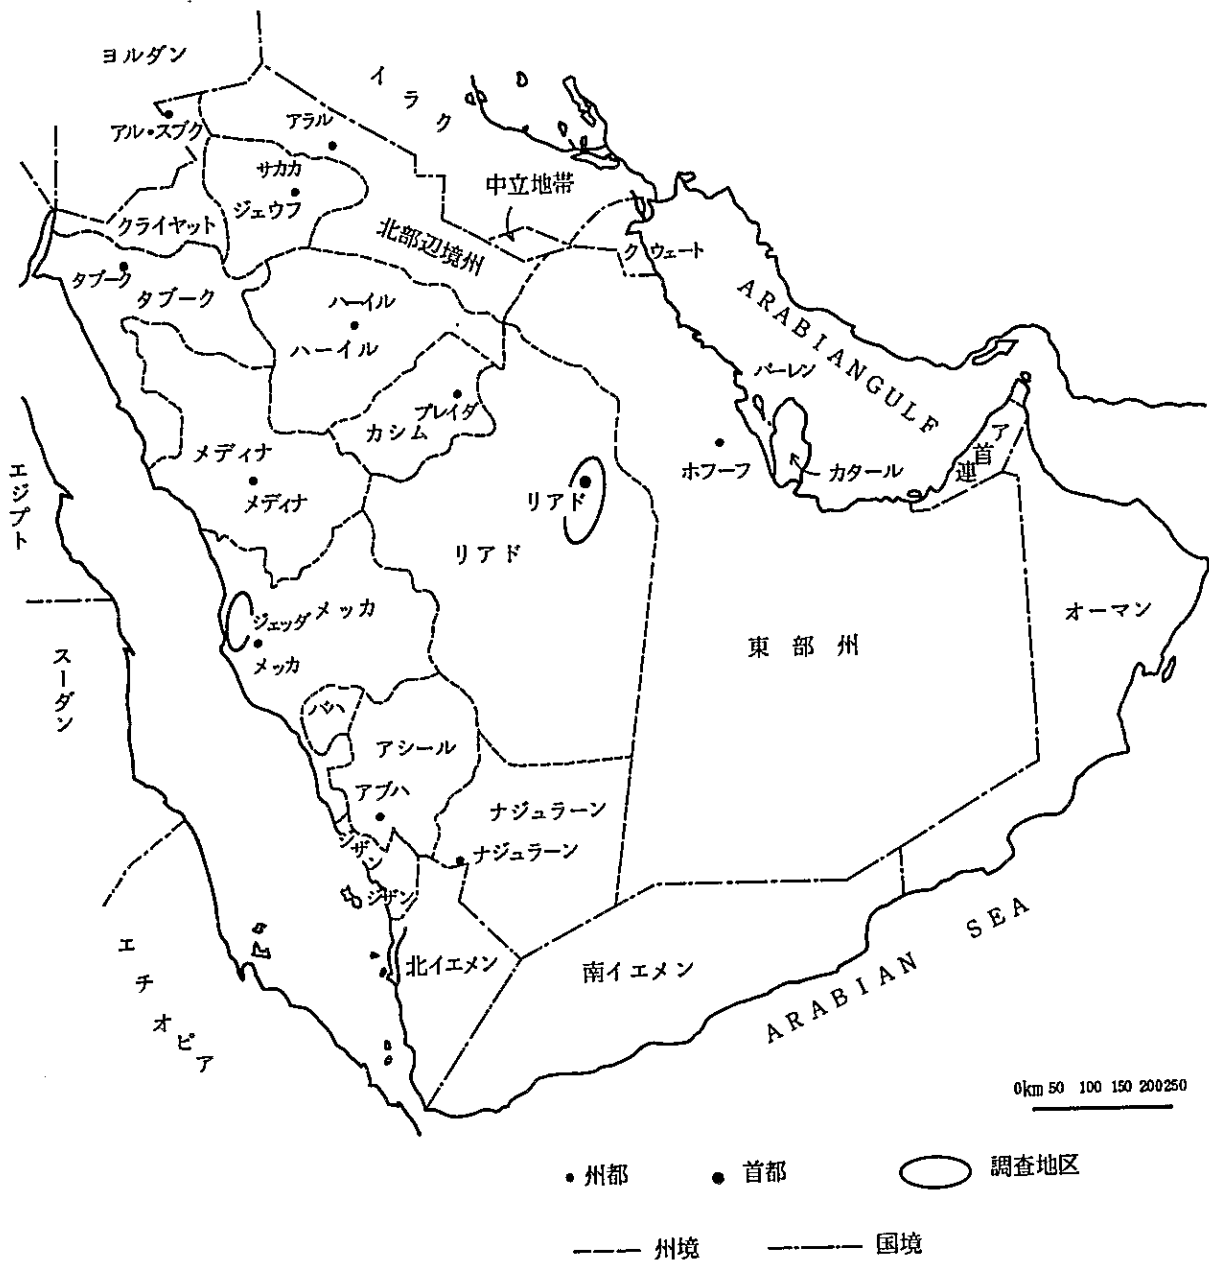 ヨルダン
イラク
アル・スブク
アラル
サカカ
ジェウフ
中立地帯
クライヤット
北部辺境州
クウェート
タブーク
タブーク
ハーイル
ハーイル
ARABIANGULF
バーレン
ブレイダ
カシム
メディナ
メディナ
ホフーフ
カタール
ア首連
エジプト
リアド
リアド
ジェッダ
メッカ
メッカ
オーマン
東部州
スーダン
バハ
アシール
アブハ
ナジュラーン
ナジュラーン
ジザン
ジザン
北イエメン
南イエメン
エチオピア
ARABIAN SEA
0km 50 100 150 200250
州都 首都 調査地区
州境 国境